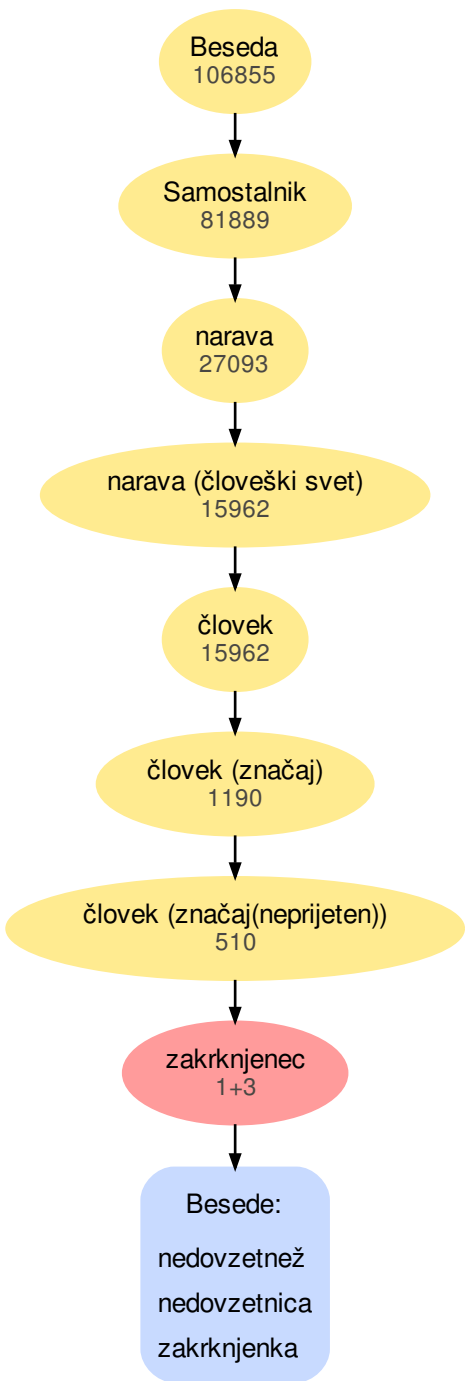 Beseda
106855
Samostalnik
81889
narava
27093
narava (človeški svet)
15962
človek
15962
človek (značaj)
1190
človek (značaj(neprijeten))
510
zakrknjenec
1+3
Besede:
nedovzetnež
nedovzetnica
zakrknjenka